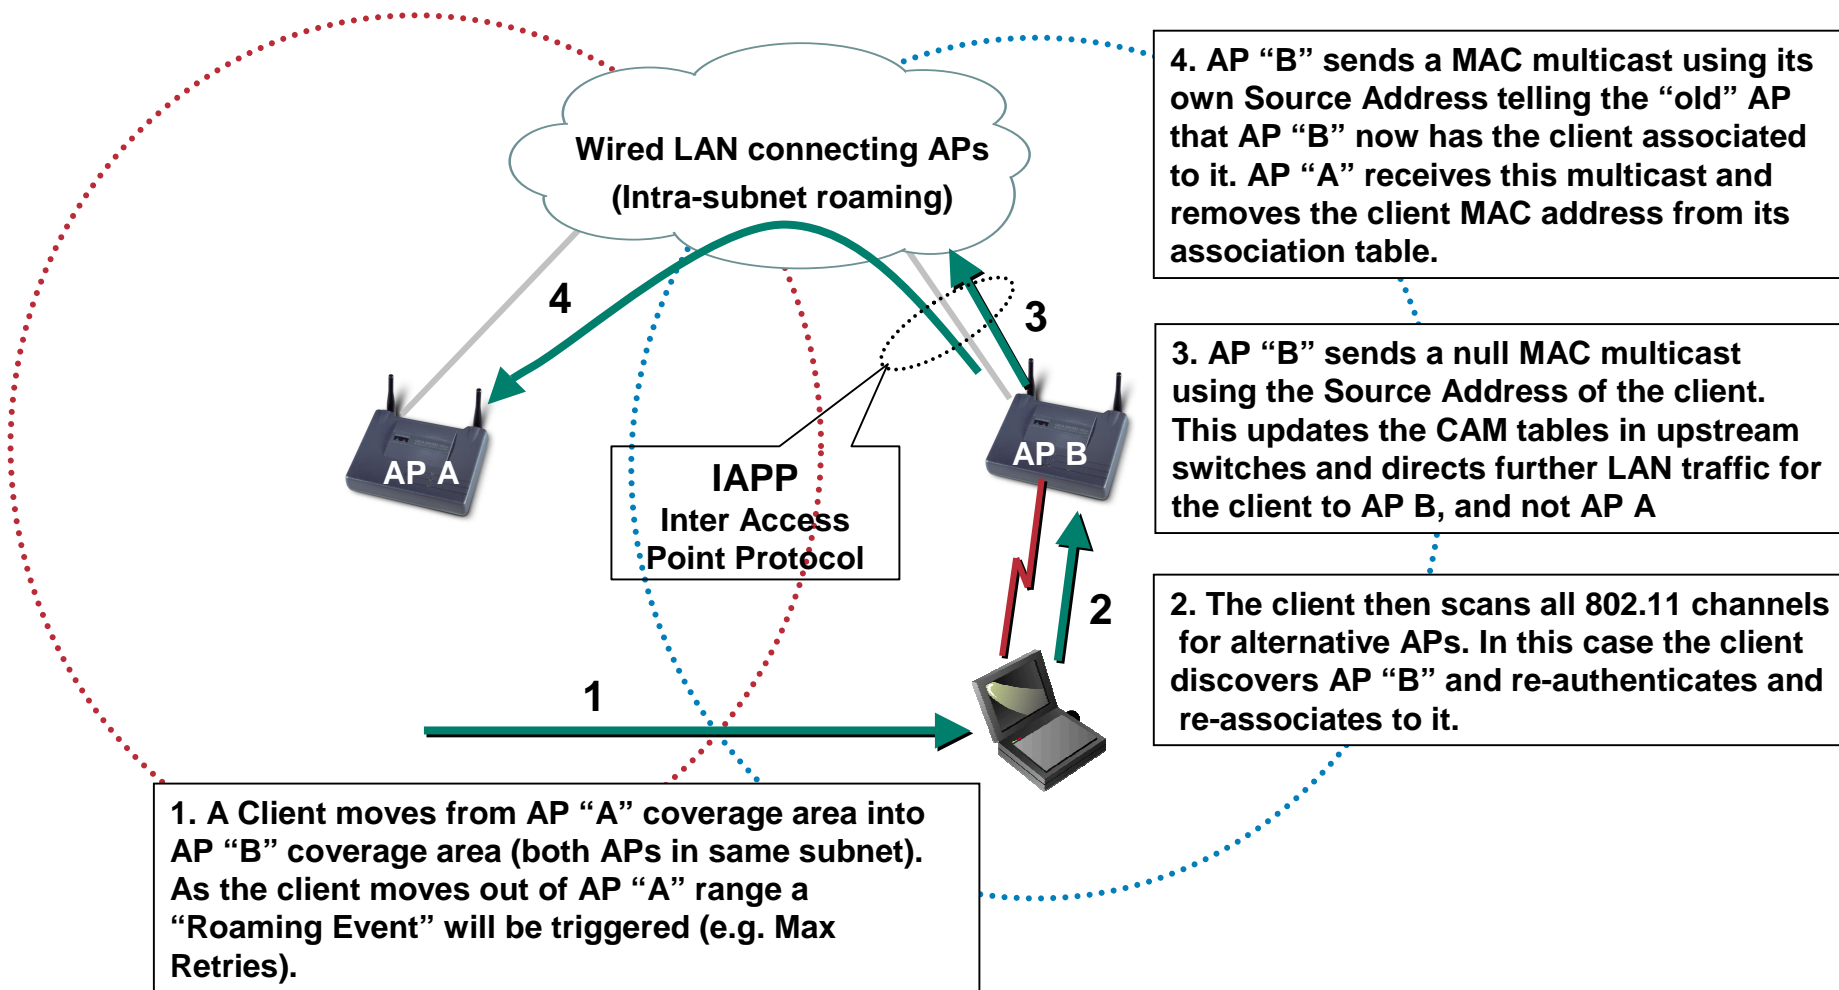 Wired LAN connecting APs
(Intra-subnet roaming)
4
3
AP A
AP B
IAPP
Inter Access
Point Protocol
2
1
4. AP “B” sends a MAC multicast using its
own Source Address telling the “old” AP
that AP “B” now has the client associated
to it. AP “A” receives this multicast and
removes the client MAC address from its
association table.
3. AP “B” sends a null MAC multicast
using the Source Address of the client.
This updates the CAM tables in upstream
switches and directs further LAN traffic for
the client to AP B, and not AP A
2. The client then scans all 802.11 channels
for alternative APs. In this case the client
discovers AP “B” and re-authenticates and
re-associates to it.
1. A Client moves from AP “A” coverage area into
AP “B” coverage area (both APs in same subnet).
As the client moves out of AP “A” range a
“Roaming Event” will be triggered (e.g. Max
Retries).